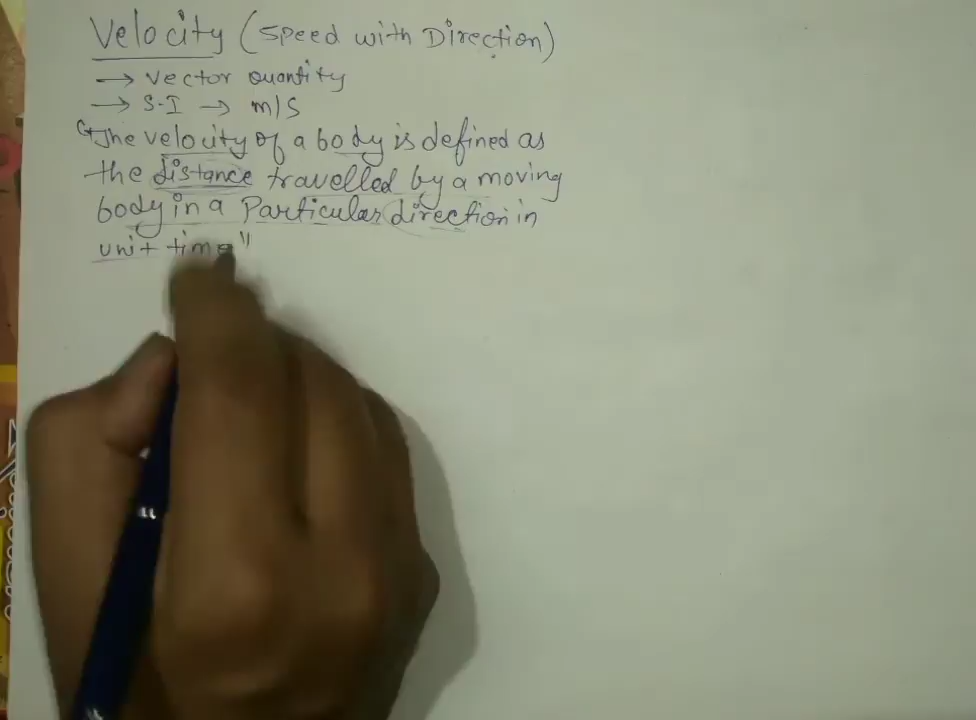 Velocity (Speed with Direction)
→ Vector quantity
→ S.I → m/s
"The velocity of a body is defined as
the distance travelled by a moving
body in a Particular direction in
unit time"